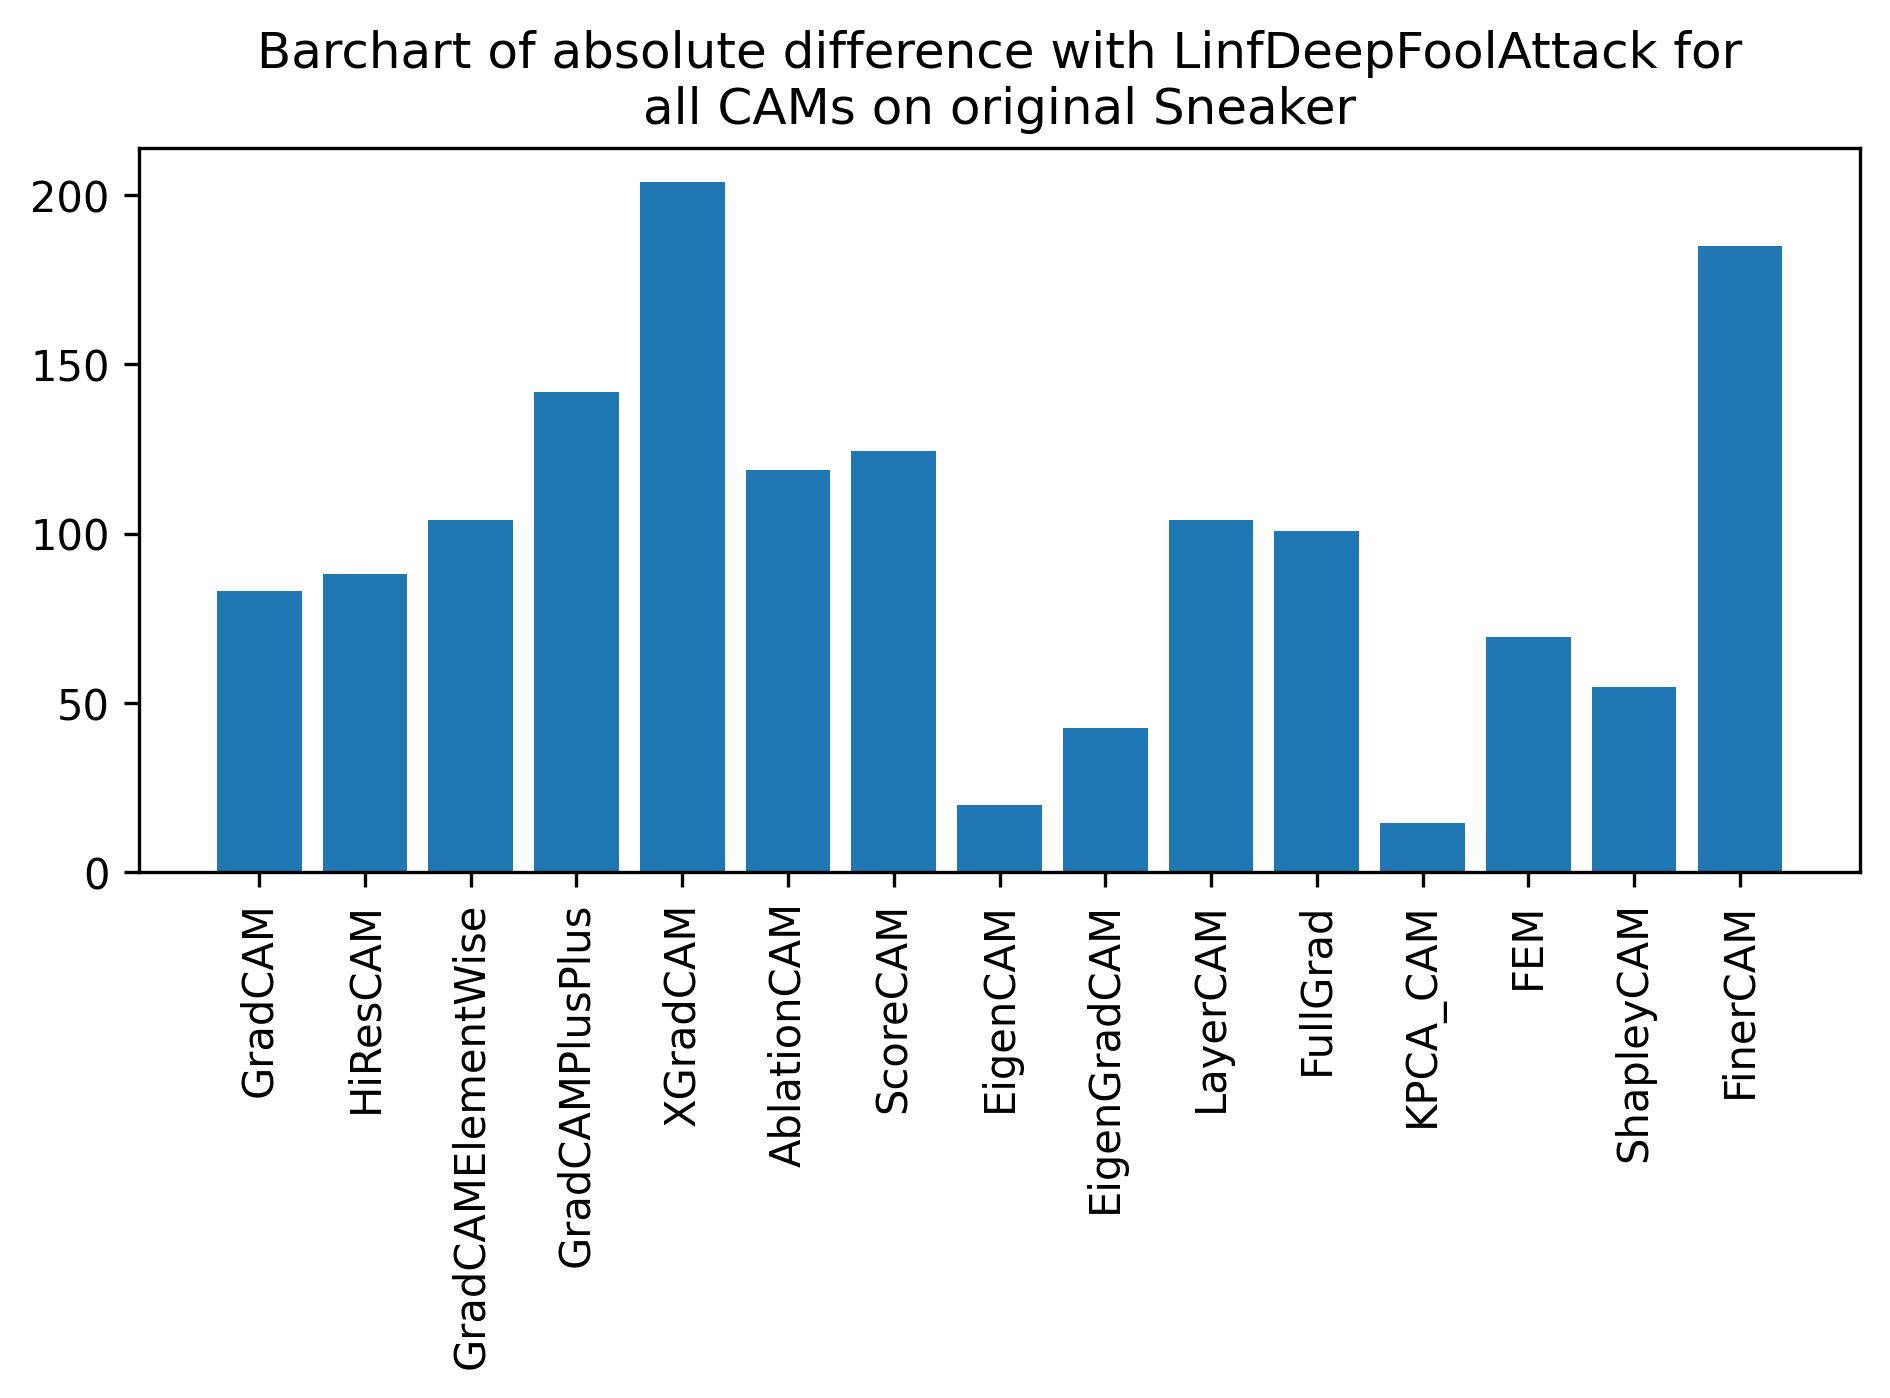 Barchart of absolute difference with LinfDeepFoolAttack for
all CAMs on original Sneaker
200
150
100
50
0
GradCAM
HiResCAM
GradCAMElementWise
GradCAMPlusPlus
XGradCAM
AblationCAM
ScoreCAM
EigenCAM
EigenGradCAM
LayerCAM
FullGrad
KPCA_CAM
FEM
ShapleyCAM
FinerCAM